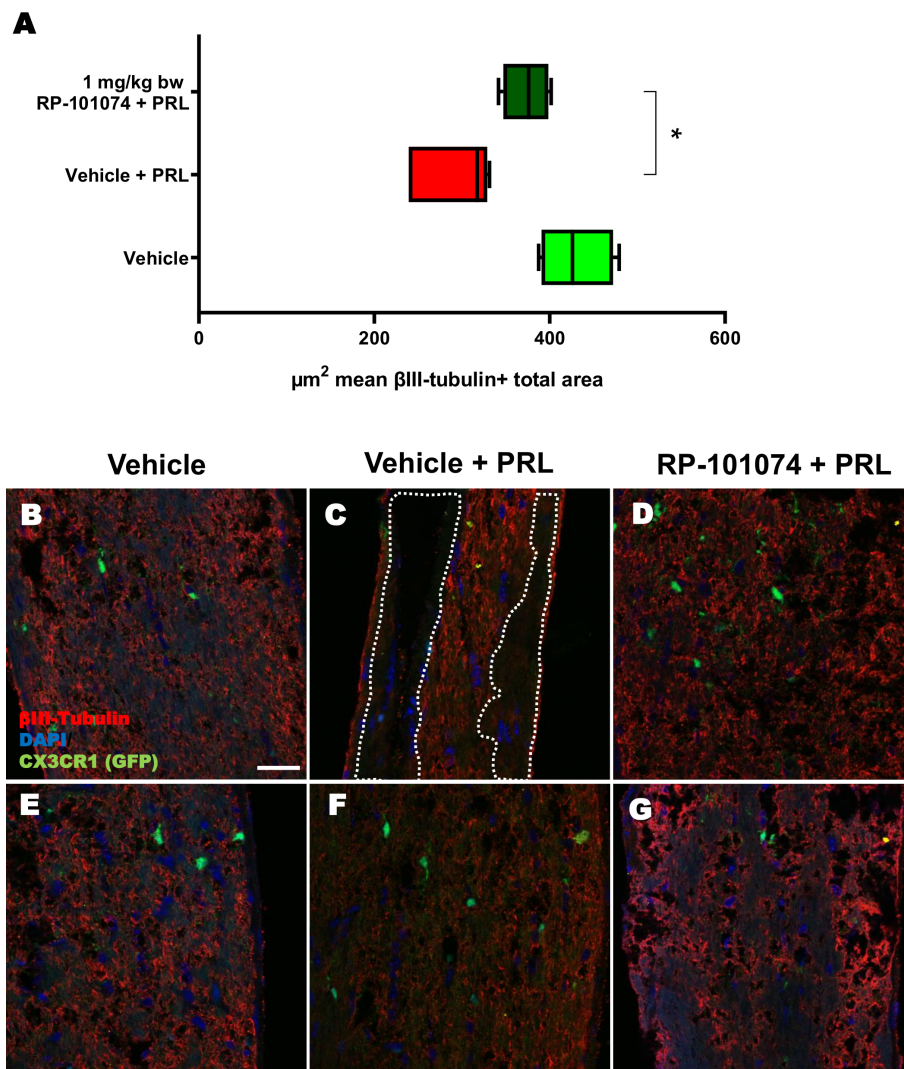 A
1 mg/kg bw
RP-101074 + PRL
*
Vehicle + PRL
Vehicle
0 200 400 600
µm² mean βIII-tubulin+ total area
Vehicle Vehicle + PRL RP-101074 + PRL
B C D
βIII-Tubulin
DAPI
CX3CR1 (GFP)
E F G